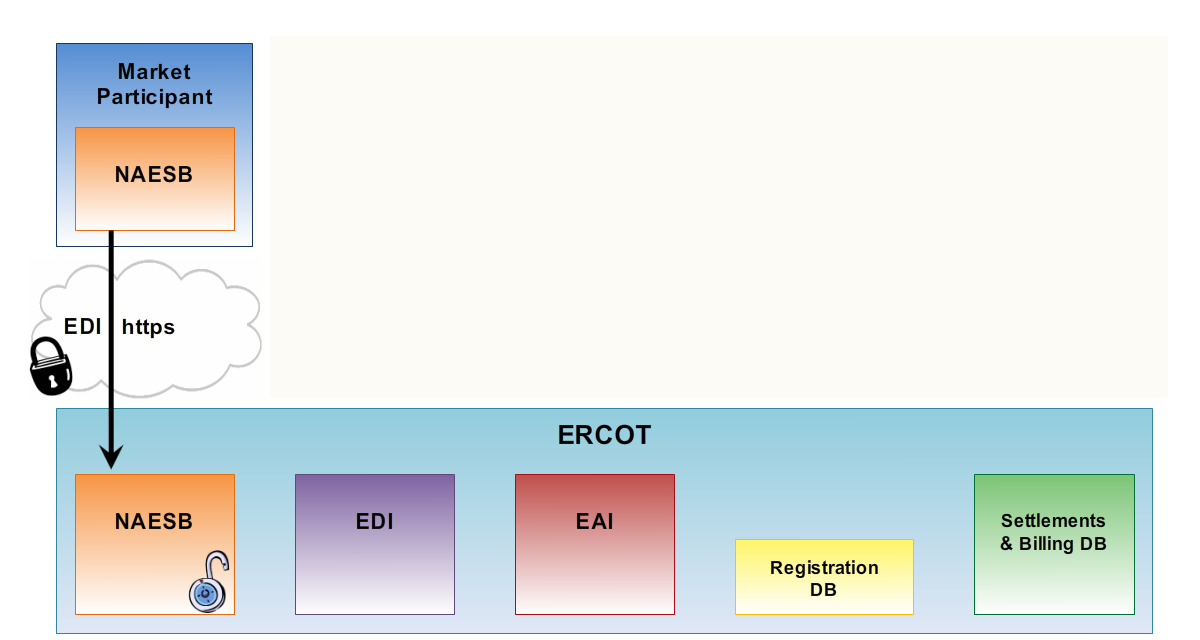 Market
Participant
NAESB
EDI https
ERCOT
NAESB
EDI
EAI
Registration
DB
Settlements
& Billing DB